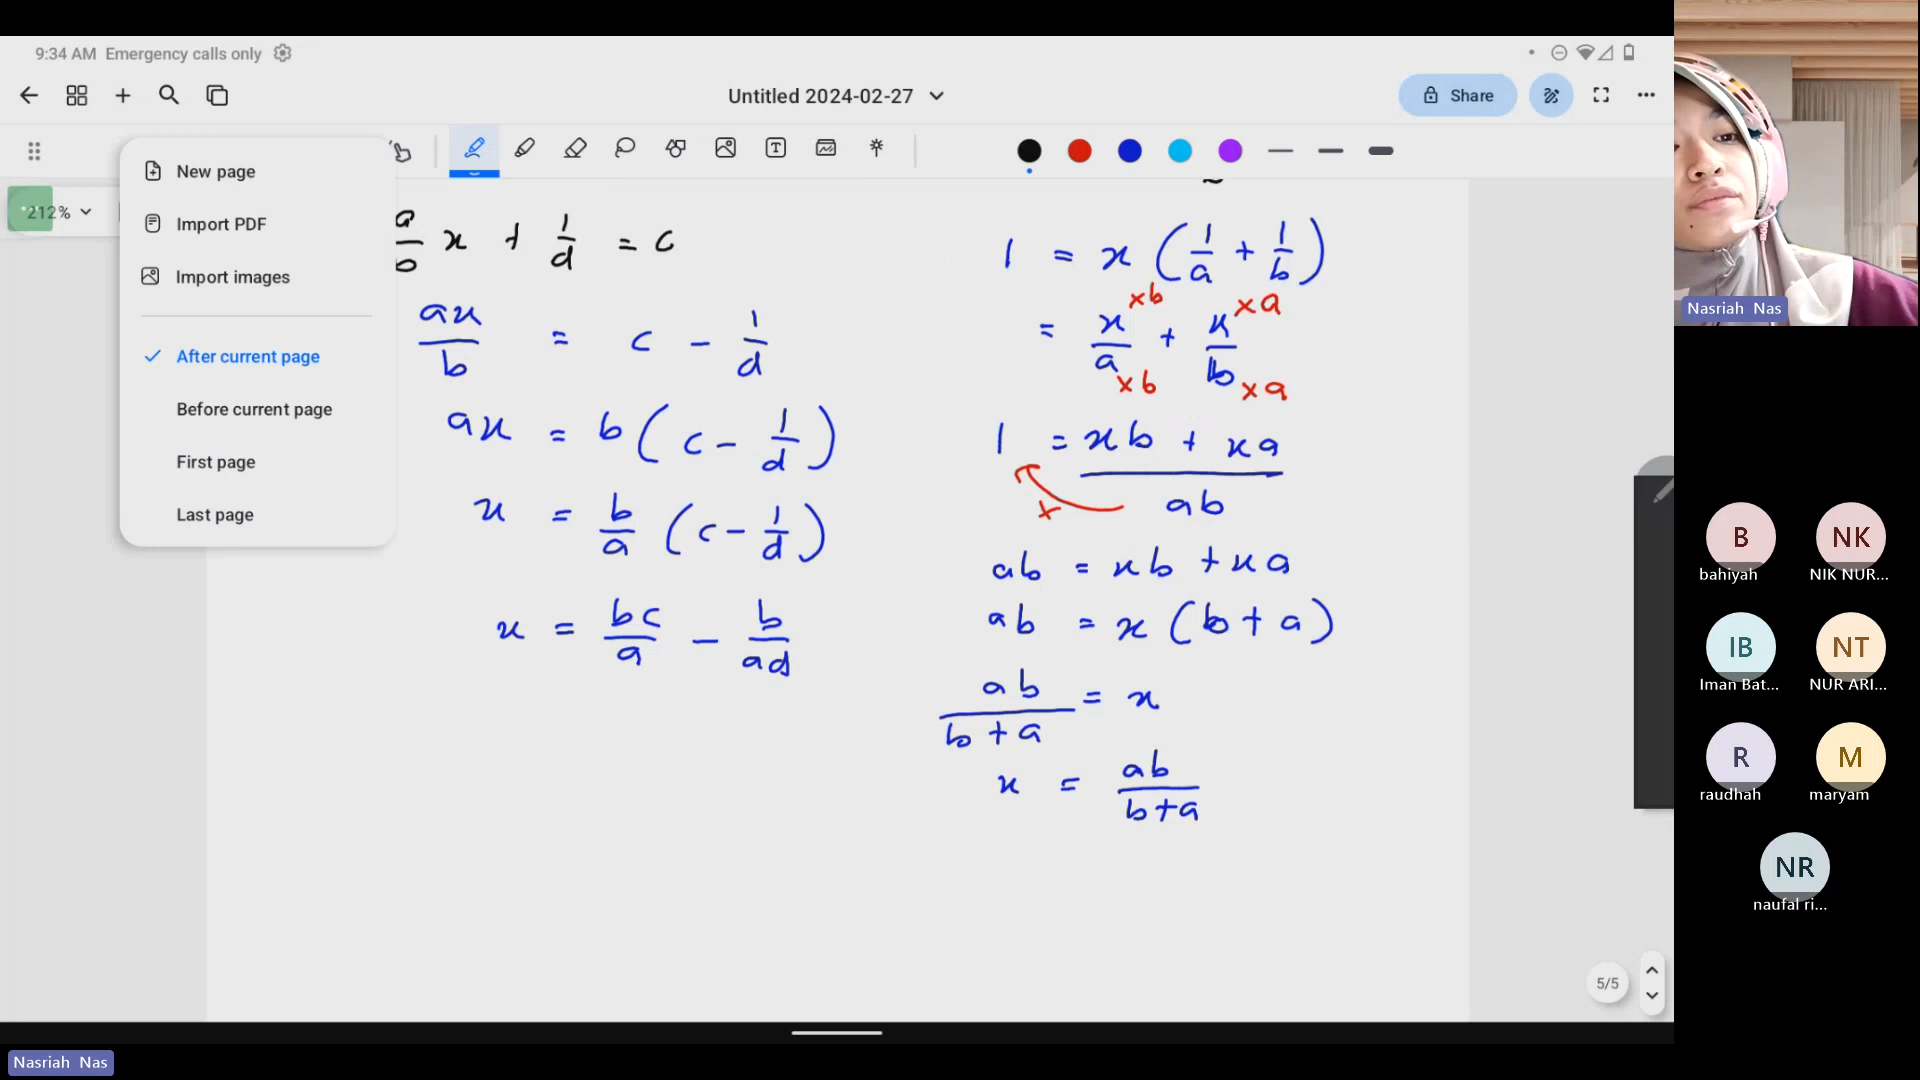 9:34 AM Emergency calls only
Untitled 2024-02-27
Share
212%
New page
Import PDF
Import images
After current page
Before current page
First page
Last page
a/b x + 1/d = c
ax/b = c - 1/d
ax = b ( c - 1/d )
x = b/a ( c - 1/d )
x = bc/a - b/ad
1 = x ( 1/a + 1/b )
= x/a + x/b
×b ×a
×b ×a
1 = xb + xa / ab
×
ab = xb + xa
ab = x ( b + a )
ab / b + a = x
x = ab / b+a
5/5
Nasriah Nas
B
bahiyah
NK
NIK NUR...
IB
Iman Bat...
NT
NUR ARI...
R
raudhah
M
maryam
NR
naufal ri...
Nasriah Nas